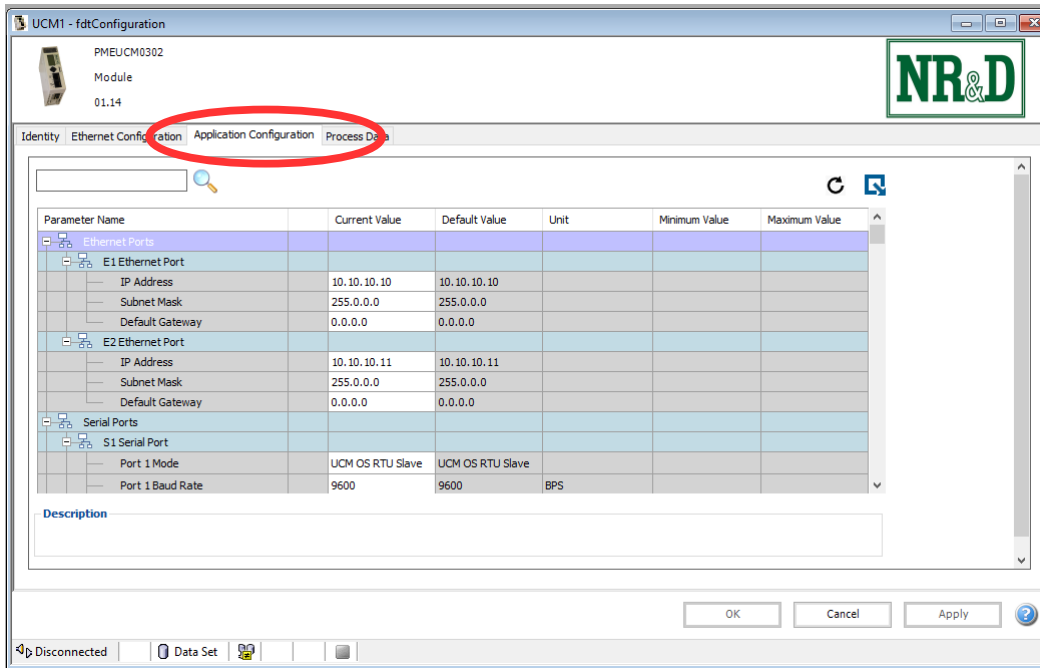 UCM1 - fdtConfiguration
PMEUCM0302
Module
01.14
NR&D
Identity Ethernet Configuration Application Configuration Process Data
Parameter Name Current Value Default Value Unit Minimum Value Maximum Value
Ethernet Ports
E1 Ethernet Port
IP Address 10.10.10.10 10.10.10.10
Subnet Mask 255.0.0.0 255.0.0.0
Default Gateway 0.0.0.0 0.0.0.0
E2 Ethernet Port
IP Address 10.10.10.11 10.10.10.11
Subnet Mask 255.0.0.0 255.0.0.0
Default Gateway 0.0.0.0 0.0.0.0
Serial Ports
S1 Serial Port
Port 1 Mode UCM OS RTU Slave UCM OS RTU Slave
Port 1 Baud Rate 9600 9600 BPS
Description
OK Cancel Apply
Disconnected Data Set